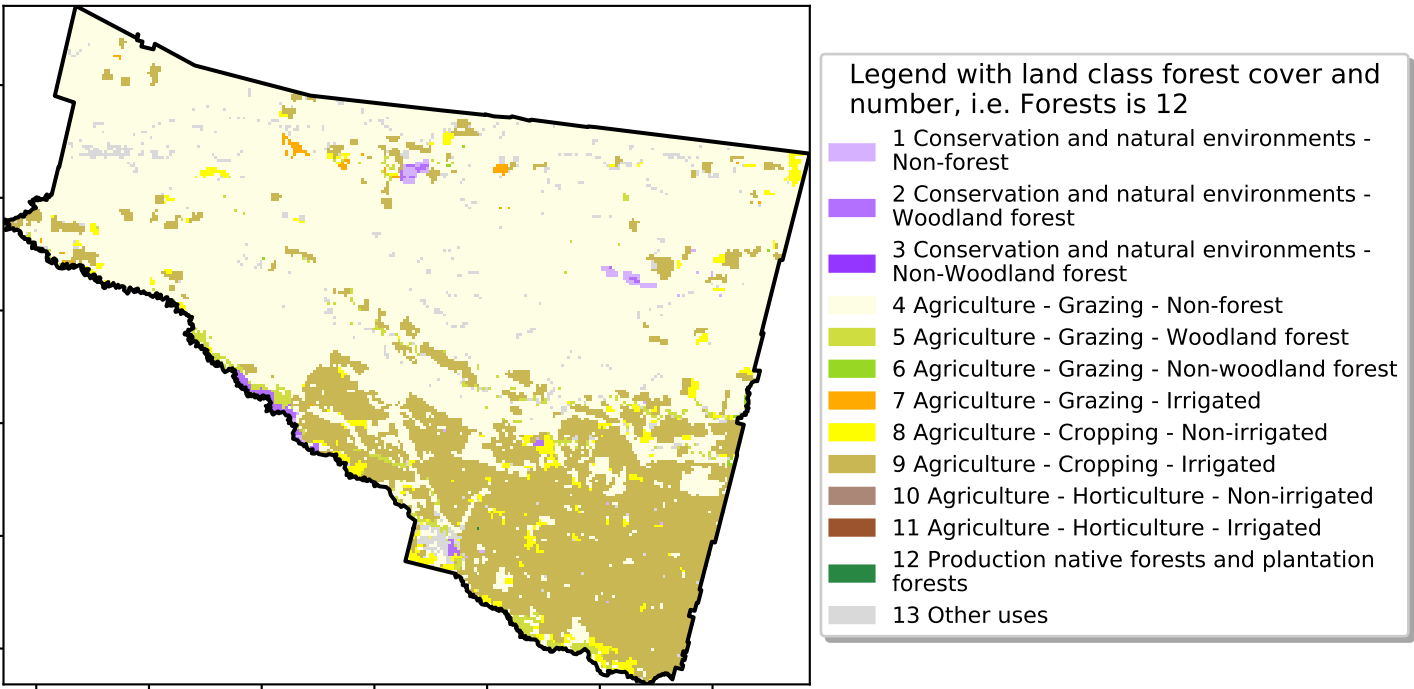 Legend with land class forest cover and
number, i.e. Forests is 12
1 Conservation and natural environments -
Non-forest
2 Conservation and natural environments -
Woodland forest
3 Conservation and natural environments -
Non-Woodland forest
4 Agriculture - Grazing - Non-forest
5 Agriculture - Grazing - Woodland forest
6 Agriculture - Grazing - Non-woodland forest
7 Agriculture - Grazing - Irrigated
8 Agriculture - Cropping - Non-irrigated
9 Agriculture - Cropping - Irrigated
10 Agriculture - Horticulture - Non-irrigated
11 Agriculture - Horticulture - Irrigated
12 Production native forests and plantation
forests
13 Other uses